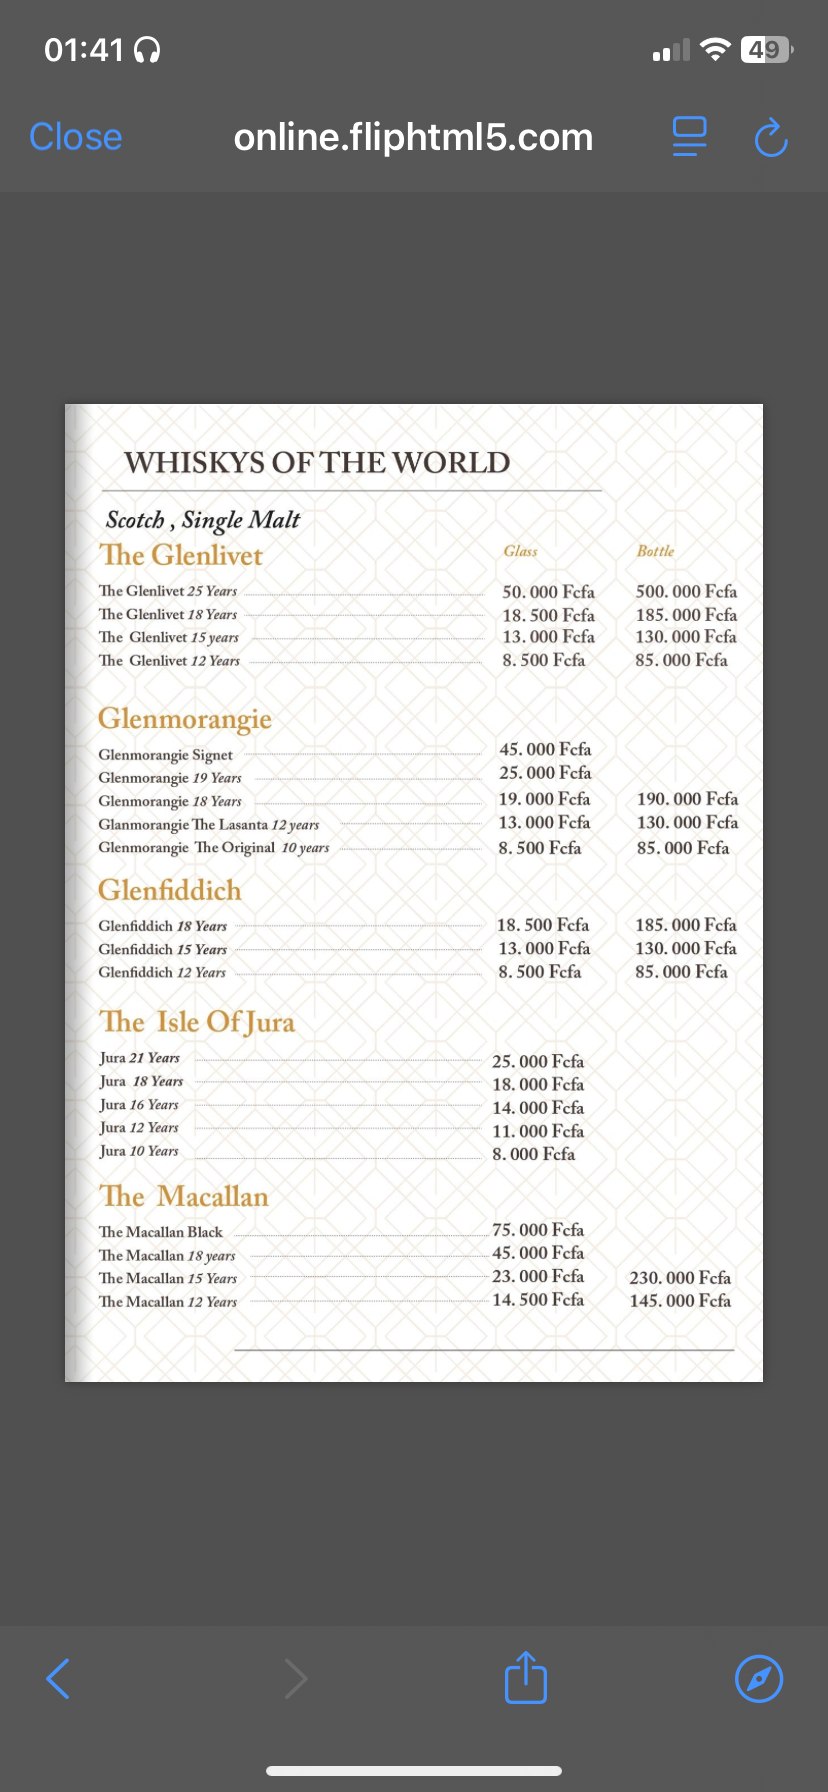 01:41
49
Close
online.fliphtml5.com
WHISKYS OF THE WORLD
Scotch , Single Malt
The Glenlivet Glass Bottle
The Glenlivet 25 Years 50. 000 Fcfa 500. 000 Fcfa
The Glenlivet 18 Years 18. 500 Fcfa 185. 000 Fcfa
The Glenlivet 15 years 13. 000 Fcfa 130. 000 Fcfa
The Glenlivet 12 Years 8. 500 Fcfa 85. 000 Fcfa
Glenmorangie
Glenmorangie Signet 45. 000 Fcfa
Glenmorangie 19 Years 25. 000 Fcfa
Glenmorangie 18 Years 19. 000 Fcfa 190. 000 Fcfa
Glanmorangie The Lasanta 12 years 13. 000 Fcfa 130. 000 Fcfa
Glenmorangie The Original 10 years 8. 500 Fcfa 85. 000 Fcfa
Glenfiddich
Glenfiddich 18 Years 18. 500 Fcfa 185. 000 Fcfa
Glenfiddich 15 Years 13. 000 Fcfa 130. 000 Fcfa
Glenfiddich 12 Years 8. 500 Fcfa 85. 000 Fcfa
The Isle Of Jura
Jura 21 Years 25. 000 Fcfa
Jura 18 Years 18. 000 Fcfa
Jura 16 Years 14. 000 Fcfa
Jura 12 Years 11. 000 Fcfa
Jura 10 Years 8. 000 Fcfa
The Macallan
The Macallan Black 75. 000 Fcfa
The Macallan 18 years 45. 000 Fcfa
The Macallan 15 Years 23. 000 Fcfa 230. 000 Fcfa
The Macallan 12 Years 14. 500 Fcfa 145. 000 Fcfa